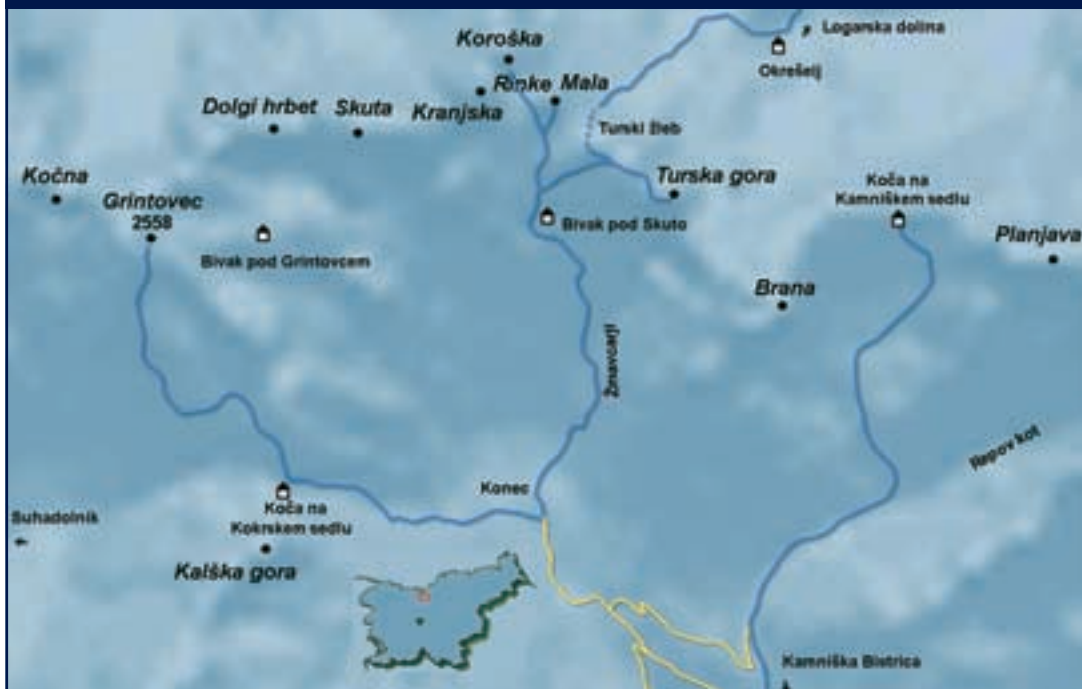 Logarska dolina
Koroška
Okrešelj
Rinke Mala
Kranjska
Dolgi hrbet
Skuta
Turski žleb
Kočna
Turska gora
Koča na
Kamniškem sedlu
Grintovec
2558
Bivak pod Skuto
Planjava
Bivak pod Grintovcem
Brana
Žmavcarji
Repov kot
Konec
Koča na
Kokrskem sedlu
Suhadolnik
Kalška gora
Kamniška Bistrica